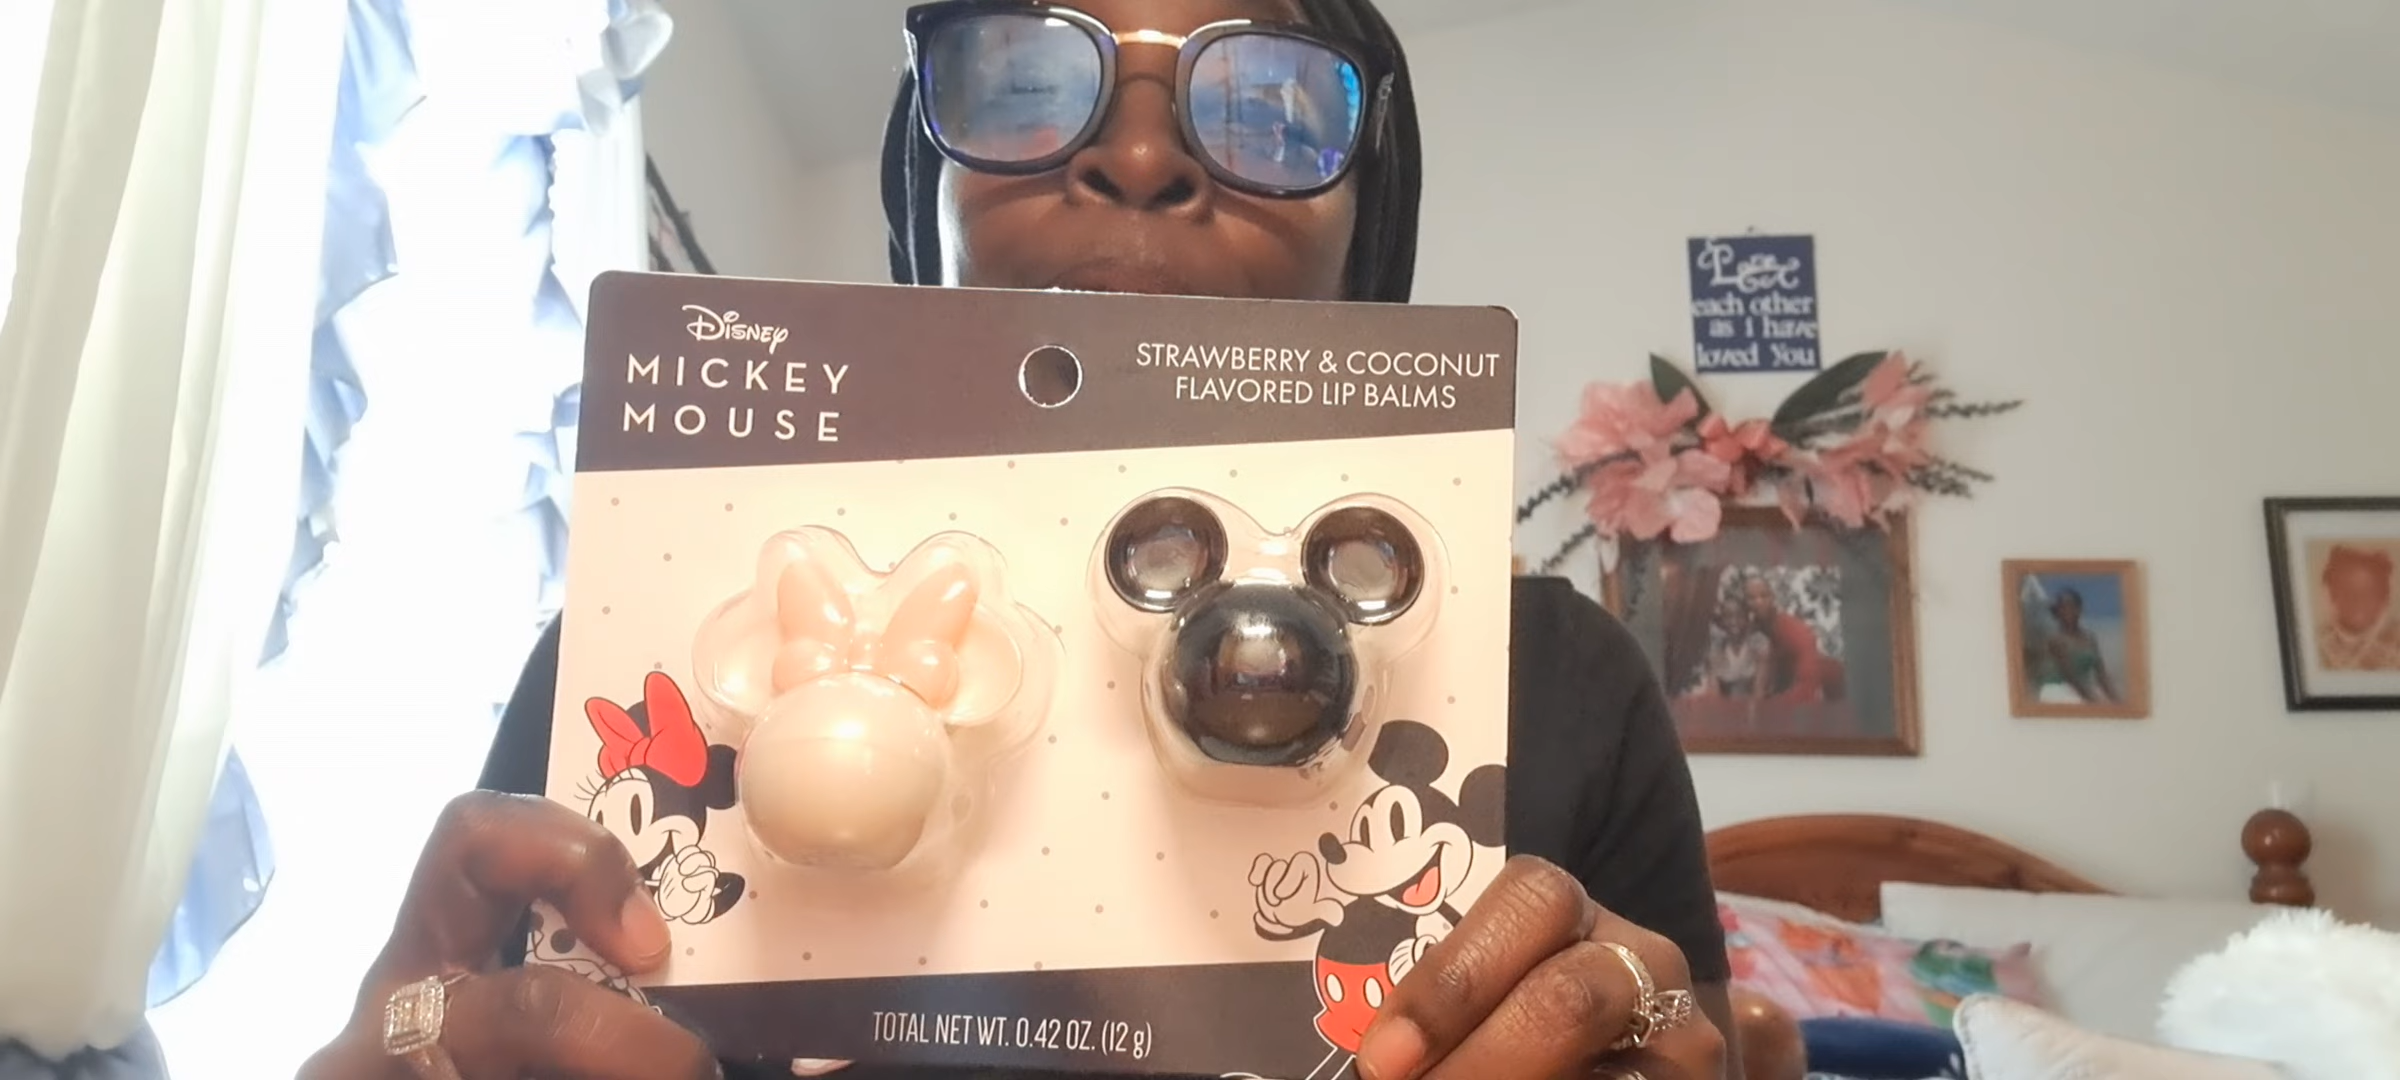 Disney
MICKEY
MOUSE
STRAWBERRY & COCONUT
FLAVORED LIP BALMS
TOTAL NET WT. 0.42 OZ. (12 g)
Love
each other
as i have
loved You